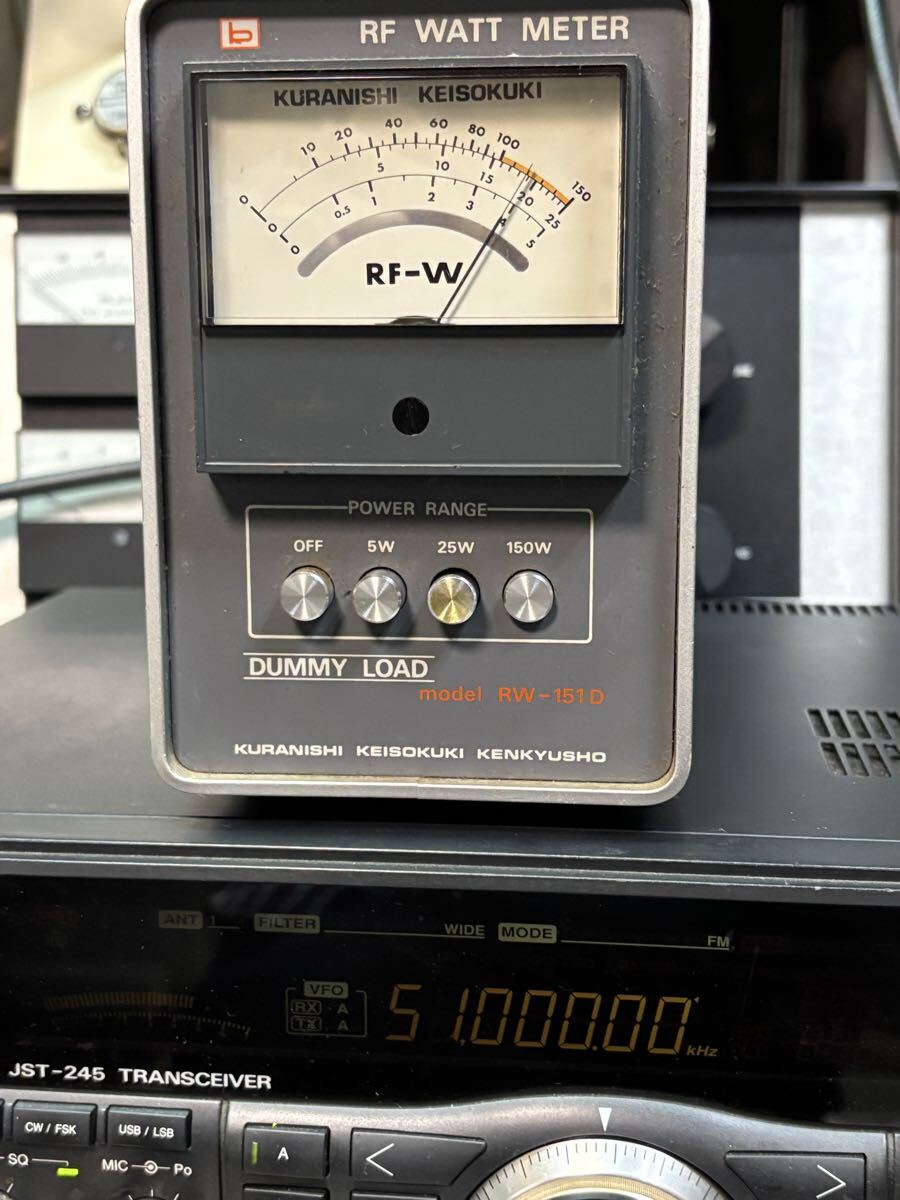 RF WATT METER
KURANISHI KEISOKUKI
0 10 20 40 60 80 100 150
0 5 10 15 20 25
0 0.5 1 2 3 4 5
RF-W
POWER RANGE
OFF 5W 25W 150W
DUMMY LOAD
model RW-151D
KURANISHI KEISOKUKI KENKYUSHO
ANT 1 FILTER WIDE MODE FM
VFO
RX A
TX A
51.000.00 kHz
JST-245 TRANSCEIVER
CW / FSK USB / LSB
A < >
SQ MIC Po